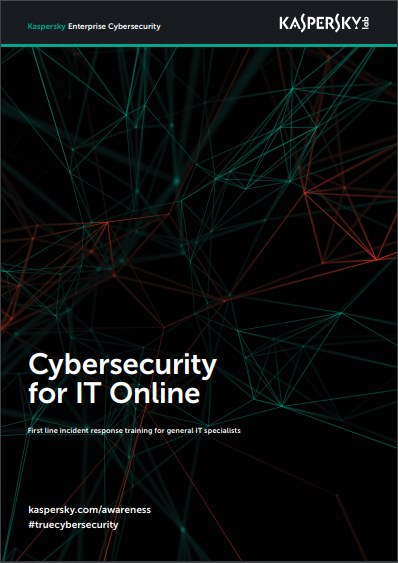 Kaspersky Enterprise Cybersecurity
KASPERSKY lab
Cybersecurity
for IT Online
First line incident response training for general IT specialists
kaspersky.com/awareness
#truecybersecurity